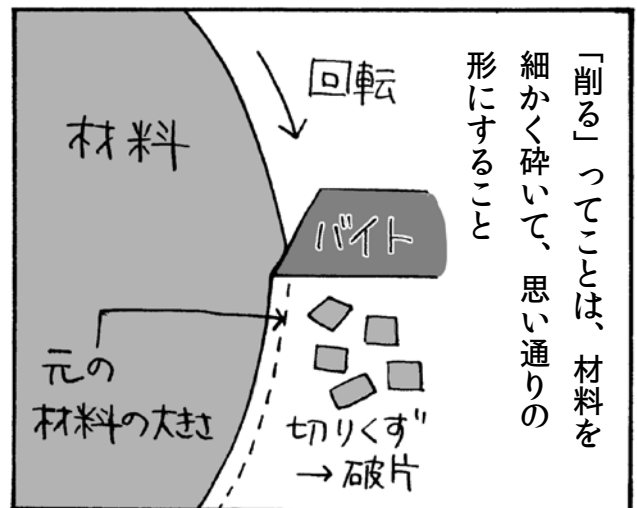 「削る」ってことは、材料を
細かく砕いて、思い通りの
形にすること
回転
材料
バイト
元の
材料の大きさ
切りくず
→破片